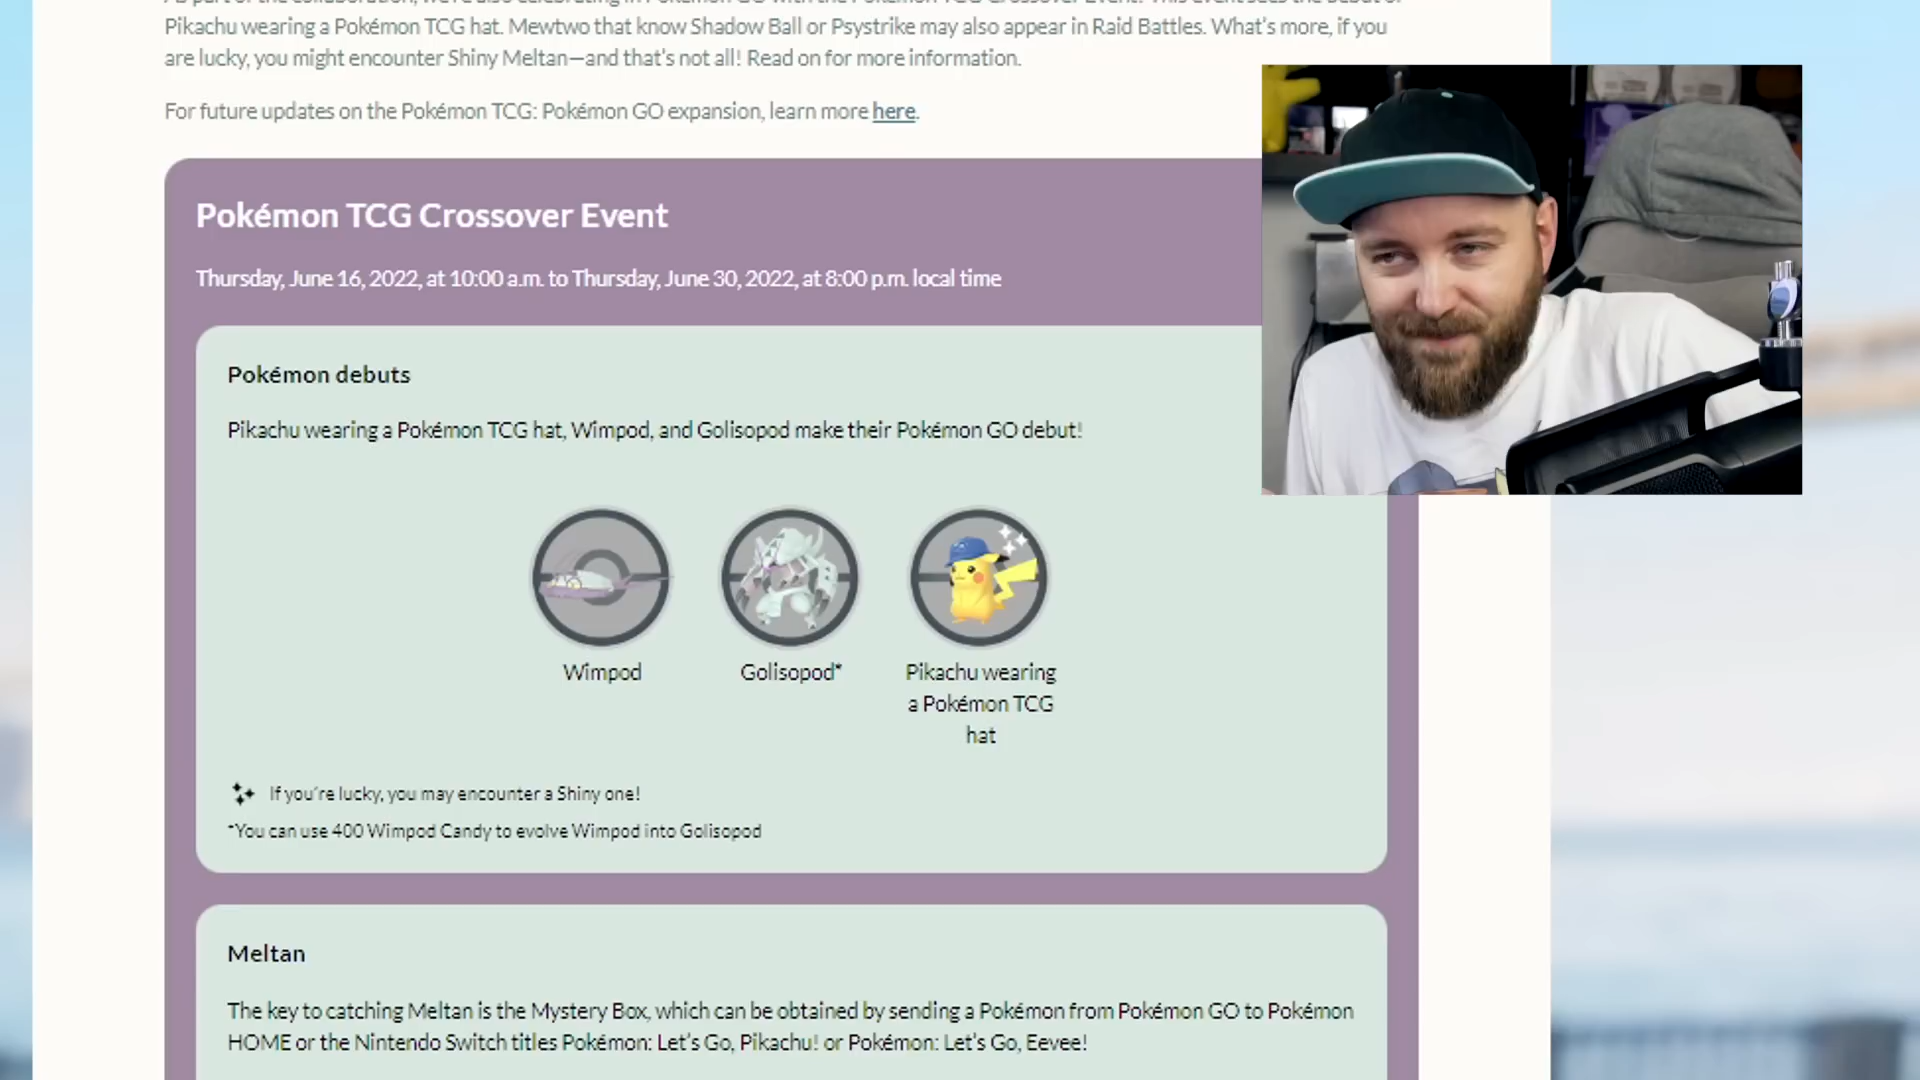 Pikachu wearing a Pokémon TCG hat. Mewtwo that know Shadow Ball or Psystrike may also appear in Raid Battles. What's more, if you
are lucky, you might encounter Shiny Meltan—and that's not all! Read on for more information.
For future updates on the Pokémon TCG: Pokémon GO expansion, learn more here.
Pokémon TCG Crossover Event
Thursday, June 16, 2022, at 10:00 a.m. to Thursday, June 30, 2022, at 8:00 p.m. local time
Pokémon debuts
Pikachu wearing a Pokémon TCG hat, Wimpod, and Golisopod make their Pokémon GO debut!
Wimpod
Golisopod*
Pikachu wearing
a Pokémon TCG
hat
If you're lucky, you may encounter a Shiny one!
*You can use 400 Wimpod Candy to evolve Wimpod into Golisopod
Meltan
The key to catching Meltan is the Mystery Box, which can be obtained by sending a Pokémon from Pokémon GO to Pokémon
HOME or the Nintendo Switch titles Pokémon: Let's Go, Pikachu! or Pokémon: Let's Go, Eevee!